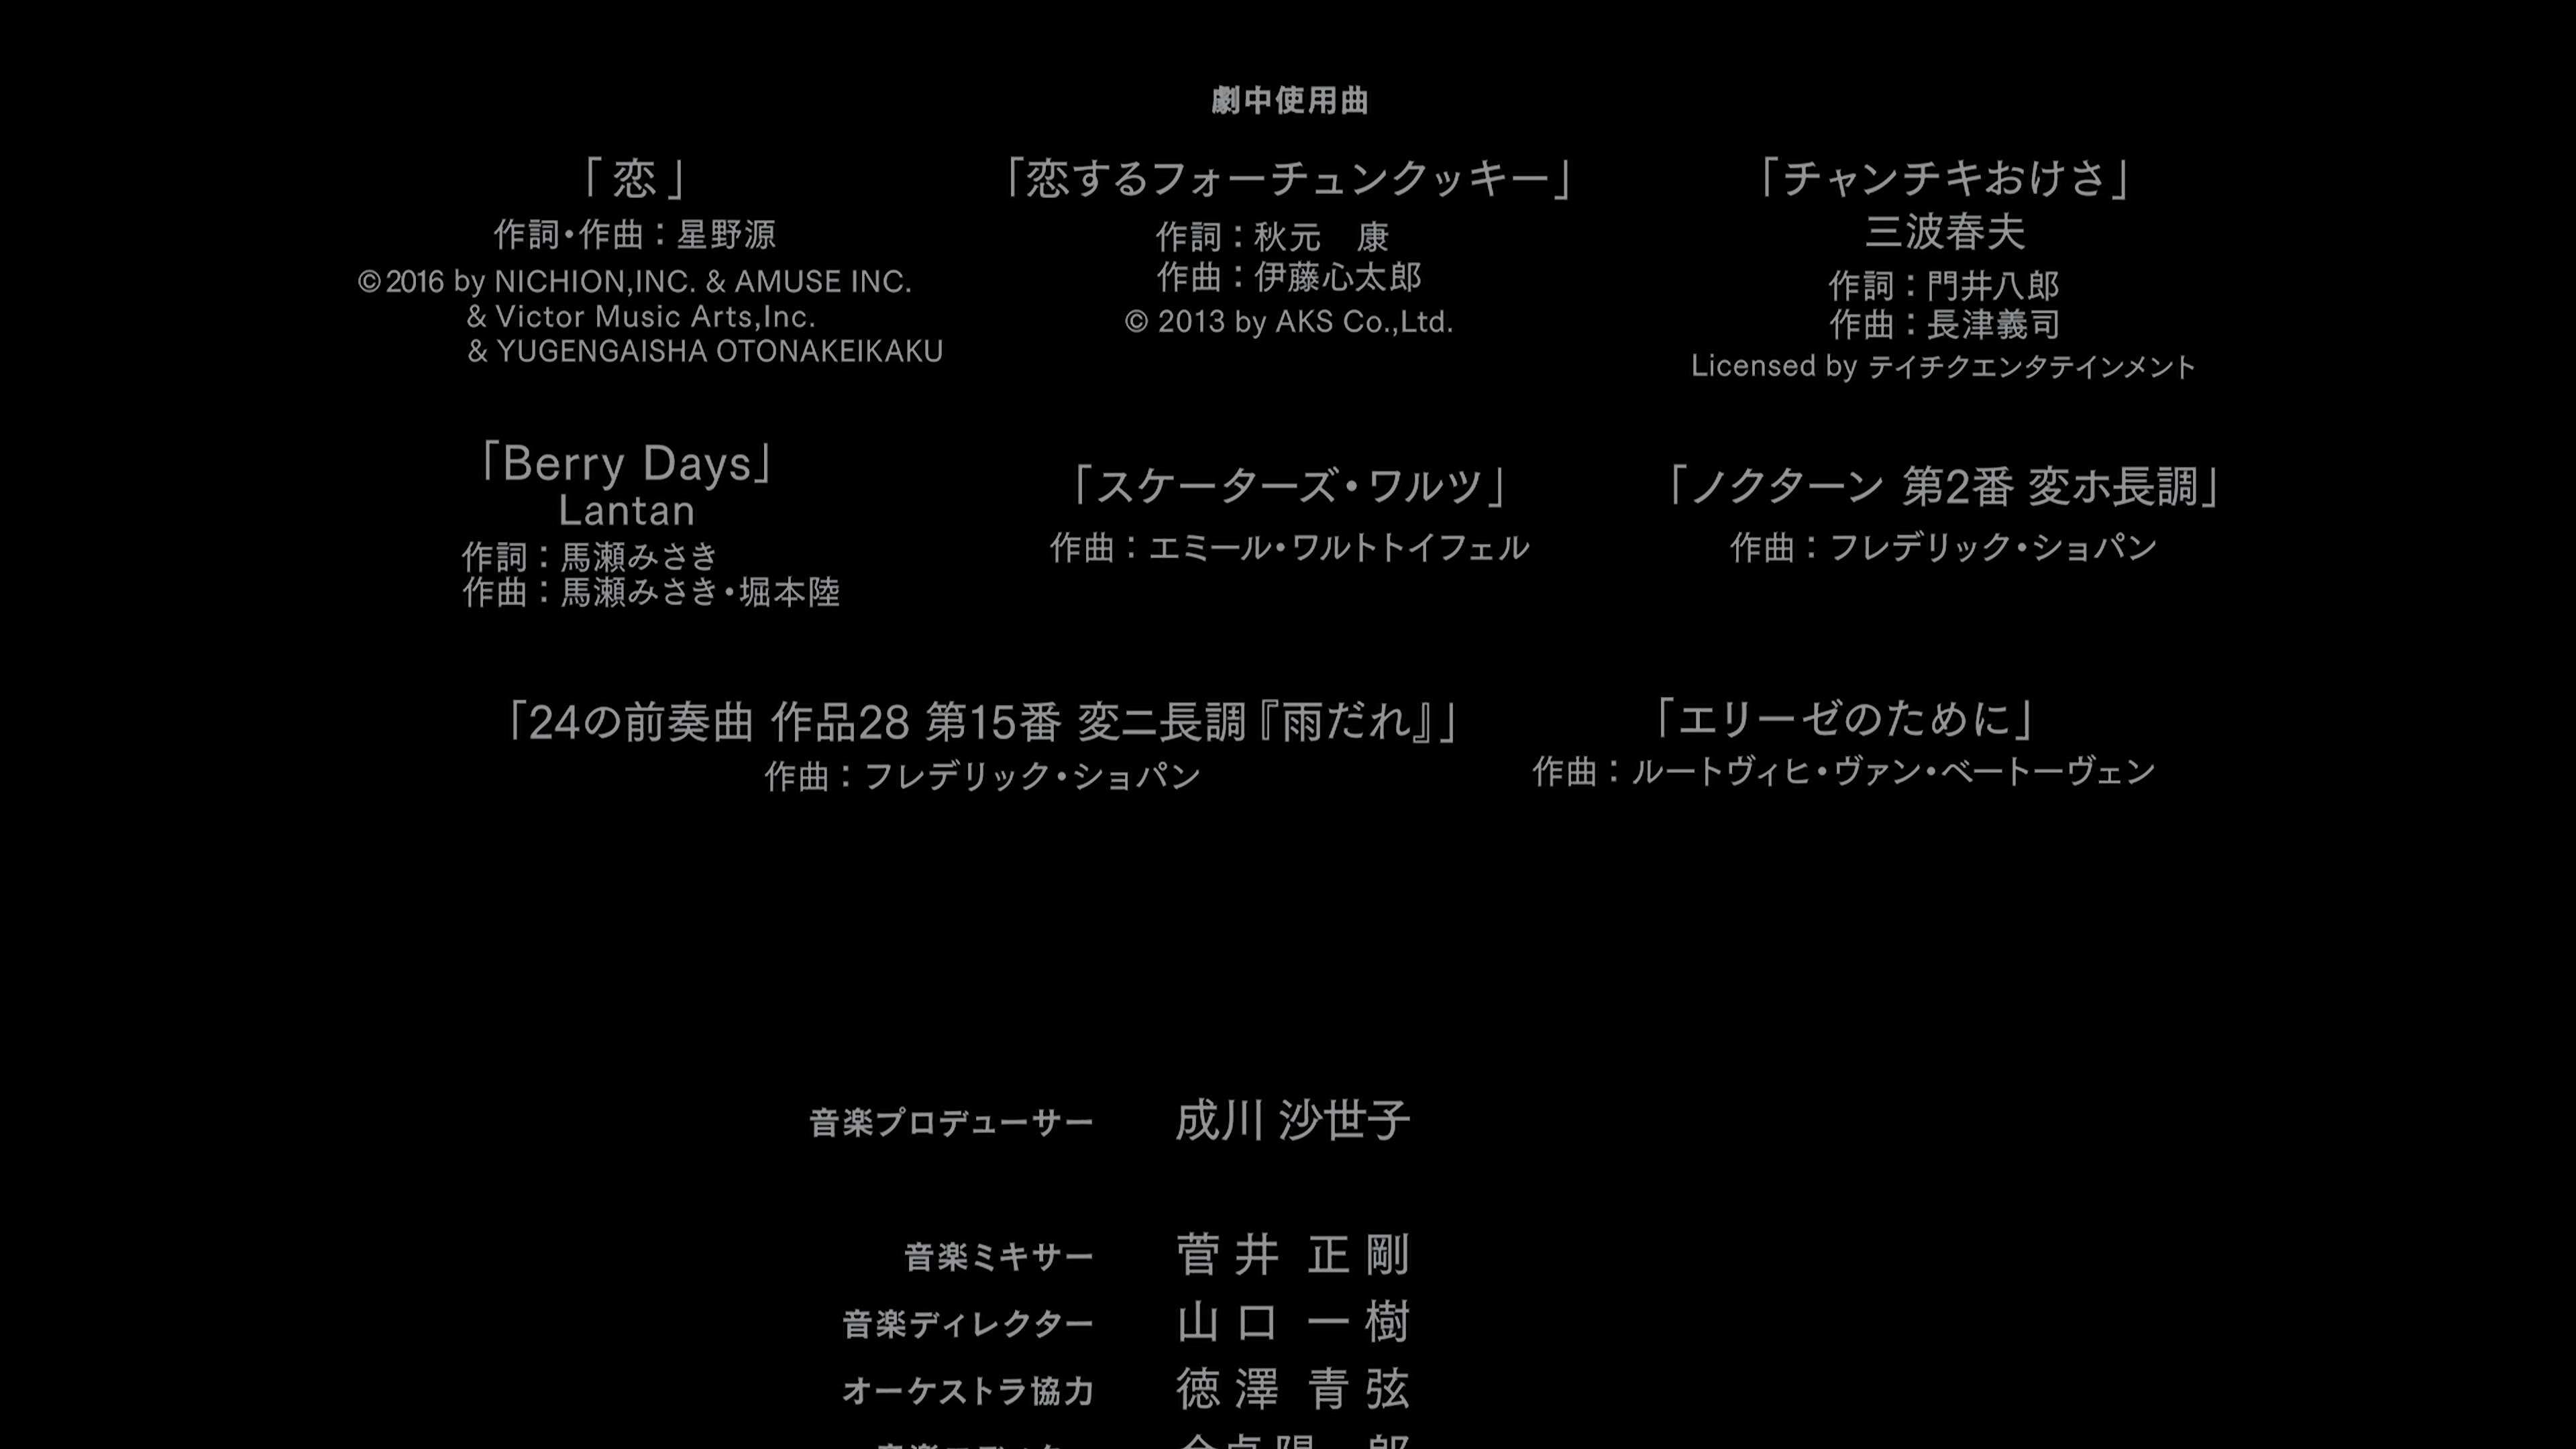 劇中使用曲
「恋」
作詞・作曲：星野源
©2016 by NICHION,INC. & AMUSE INC.
& Victor Music Arts,Inc.
& YUGENGAISHA OTONAKEIKAKU
「恋するフォーチュンクッキー」
作詞：秋元　康
作曲：伊藤心太郎
© 2013 by AKS Co.,Ltd.
「チャンチキおけさ」
三波春夫
作詞：門井八郎
作曲：長津義司
Licensed by テイチクエンタテインメント
「Berry Days」
Lantan
作詞：馬瀬みさき
作曲：馬瀬みさき・堀本陸
「スケーターズ・ワルツ」
作曲：エミール・ワルトトイフェル
「ノクターン 第2番 変ホ長調」
作曲：フレデリック・ショパン
「24の前奏曲 作品28 第15番 変ニ長調『雨だれ』」
作曲：フレデリック・ショパン
「エリーゼのために」
作曲：ルートヴィヒ・ヴァン・ベートーヴェン
音楽プロデューサー 成川 沙世子
音楽ミキサー 菅井 正剛
音楽ディレクター 山口 一樹
オーケストラ協力 徳澤 青弦